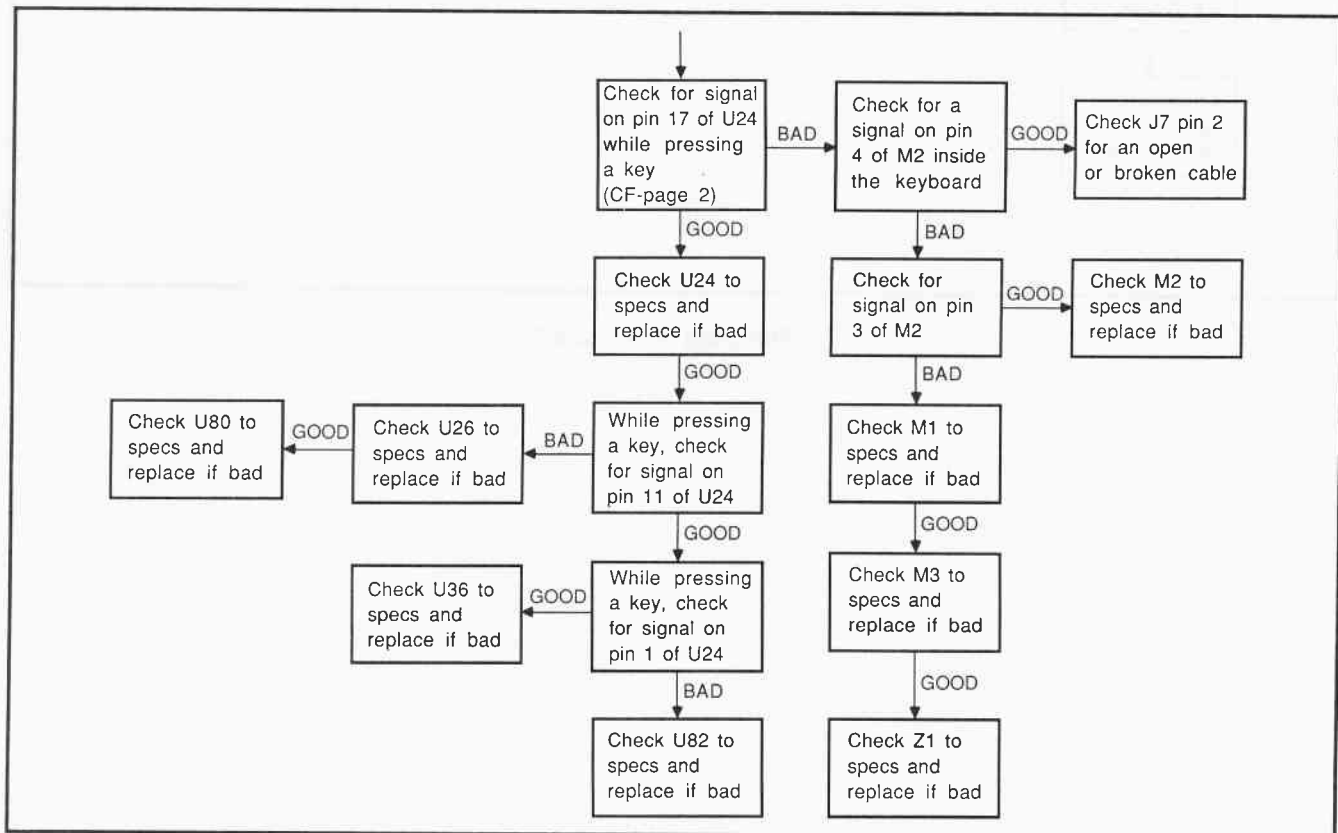 Check for signal
on pin 17 of U24
while pressing
a key
(CF-page 2)
BAD
Check for a
signal on pin
4 of M2 inside
the keyboard
GOOD
Check J7 pin 2
for an open
or broken cable
GOOD
BAD
Check U24 to
specs and
replace if bad
Check for
signal on pin
3 of M2
GOOD
Check M2 to
specs and
replace if bad
GOOD
BAD
Check U80 to
specs and
replace if bad
GOOD
Check U26 to
specs and
replace if bad
BAD
While pressing
a key, check
for signal on
pin 11 of U24
Check M1 to
specs and
replace if bad
GOOD
GOOD
Check U36 to
specs and
replace if bad
GOOD
While pressing
a key, check
for signal on
pin 1 of U24
Check M3 to
specs and
replace if bad
BAD
GOOD
Check U82 to
specs and
replace if bad
Check Z1 to
specs and
replace if bad